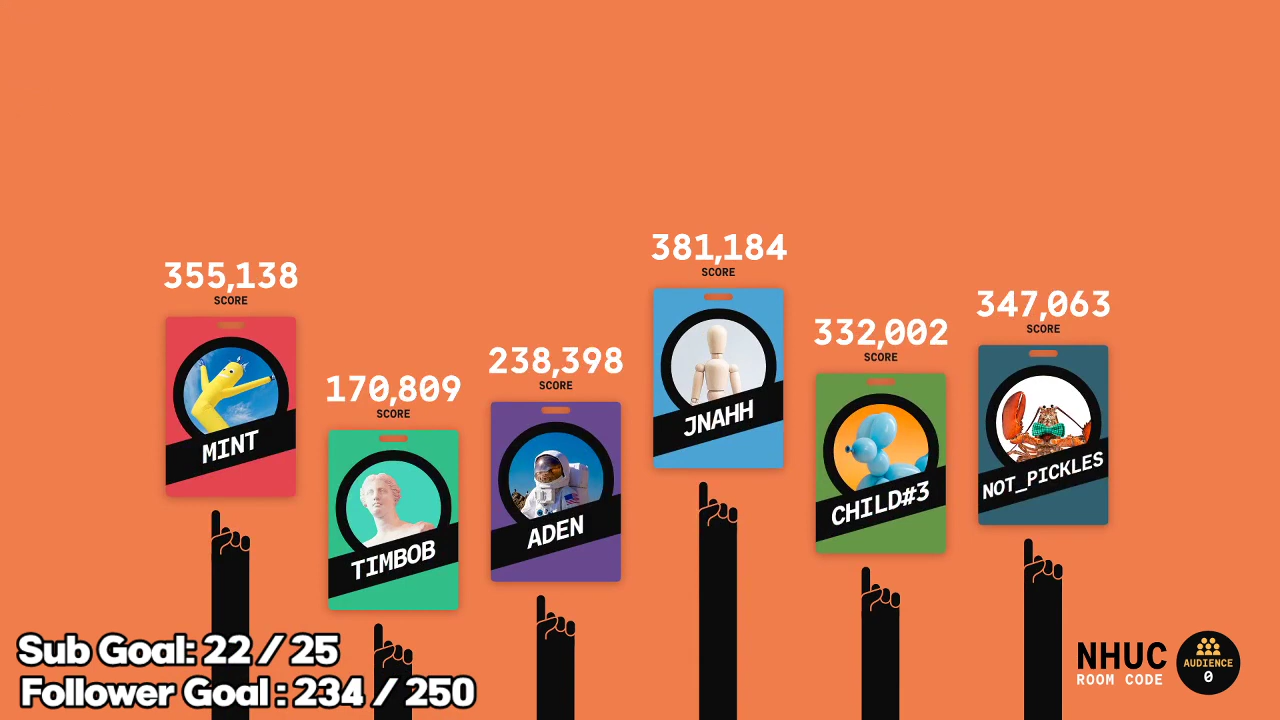 355,138
SCORE
MINT
170,809
SCORE
TIMBOB
238,398
SCORE
ADEN
381,184
SCORE
JNAHH
332,002
SCORE
CHILD#3
347,063
SCORE
NOT_PICKLES
Sub Goal: 22 / 25
Follower Goal : 234 / 250
NHUC
ROOM CODE
AUDIENCE
0